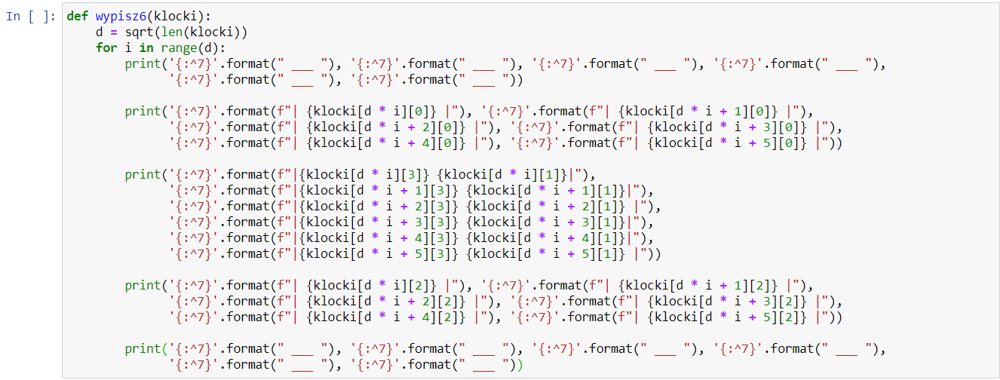 In [ ]: def wypisz6(klocki):
    d = sqrt(len(klocki))
    for i in range(d):
        print('{:^7}'.format(" ___ "), '{:^7}'.format(" ___ "), '{:^7}'.format(" ___ "), '{:^7}'.format(" ___ "),
              '{:^7}'.format(" ___ "), '{:^7}'.format(" ___ "))

        print('{:^7}'.format(f"| {klocki[d * i][0]} |"), '{:^7}'.format(f"| {klocki[d * i + 1][0]} |"),
              '{:^7}'.format(f"| {klocki[d * i + 2][0]} |"), '{:^7}'.format(f"| {klocki[d * i + 3][0]} |"),
              '{:^7}'.format(f"| {klocki[d * i + 4][0]} |"), '{:^7}'.format(f"| {klocki[d * i + 5][0]} |"))

        print('{:^7}'.format(f"|{klocki[d * i][3]} {klocki[d * i][1]}|"),
              '{:^7}'.format(f"|{klocki[d * i + 1][3]} {klocki[d * i + 1][1]}|"),
              '{:^7}'.format(f"|{klocki[d * i + 2][3]} {klocki[d * i + 2][1]} |"),
              '{:^7}'.format(f"|{klocki[d * i + 3][3]} {klocki[d * i + 3][1]}|"),
              '{:^7}'.format(f"|{klocki[d * i + 4][3]} {klocki[d * i + 4][1]}|"),
              '{:^7}'.format(f"|{klocki[d * i + 5][3]} {klocki[d * i + 5][1]} |"))

        print('{:^7}'.format(f"| {klocki[d * i][2]} |"), '{:^7}'.format(f"| {klocki[d * i + 1][2]} |"),
              '{:^7}'.format(f"| {klocki[d * i + 2][2]} |"), '{:^7}'.format(f"| {klocki[d * i + 3][2]} |"),
              '{:^7}'.format(f"| {klocki[d * i + 4][2]} |"), '{:^7}'.format(f"| {klocki[d * i + 5][2]} |"))

        print('{:^7}'.format(" ___ "), '{:^7}'.format(" ___ "), '{:^7}'.format(" ___ "), '{:^7}'.format(" ___ "),
              '{:^7}'.format(" ___ "), '{:^7}'.format(" ___ "))